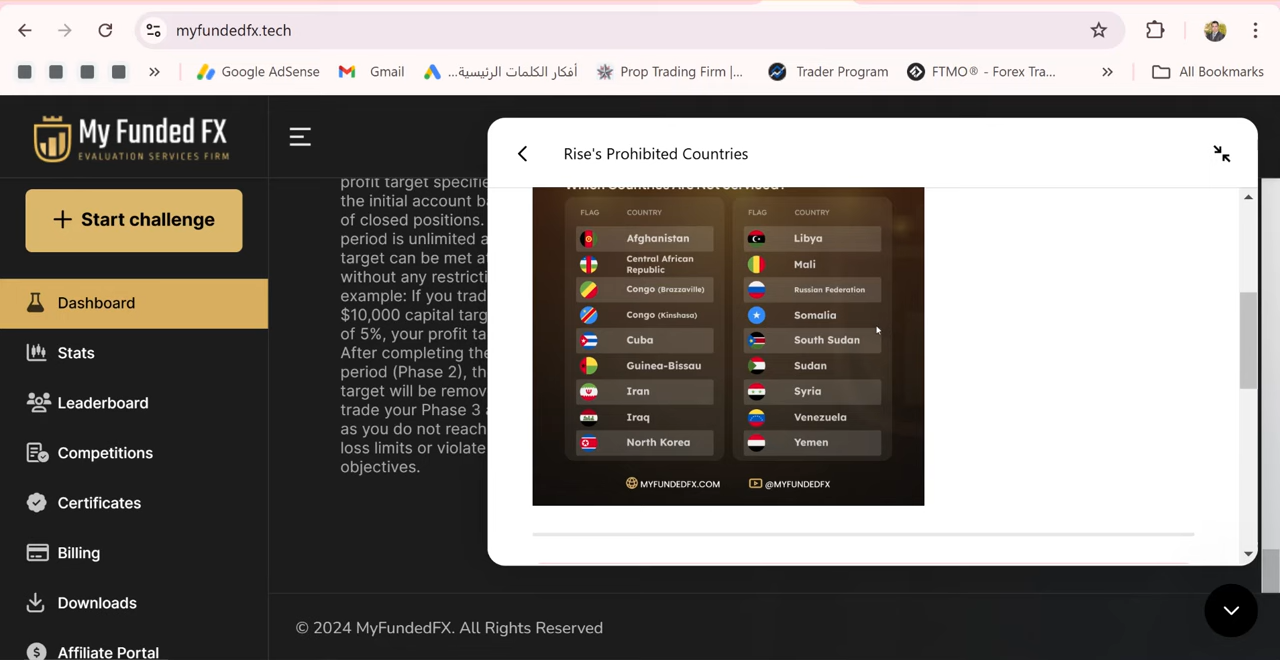 myfundedfx.tech
Google AdSense
Gmail
أفكار الكلمات الرئيسية...
Prop Trading Firm |...
Trader Program
FTMO® - Forex Tra...
All Bookmarks
My Funded FX
EVALUATION SERVICES FIRM
+ Start challenge
Dashboard
Stats
Leaderboard
Competitions
Certificates
Billing
Downloads
Affiliate Portal
profit target specifie
the initial account b
of closed positions.
period is unlimited a
target can be met a
without any restricti
example: If you trad
$10,000 capital targ
of 5%, your profit ta
After completing the
period (Phase 2), th
target will be remov
trade your Phase 3
as you do not reach
loss limits or violate
objectives.
Rise's Prohibited Countries
Which Countries Are Not Serviced?
FLAG COUNTRY
Afghanistan
Central African
Republic
Congo (Brazzaville)
Congo (Kinshasa)
Cuba
Guinea-Bissau
Iran
Iraq
North Korea
FLAG COUNTRY
Libya
Mali
Russian Federation
Somalia
South Sudan
Sudan
Syria
Venezuela
Yemen
MYFUNDEDFX.COM
@MYFUNDEDFX
© 2024 MyFundedFX. All Rights Reserved